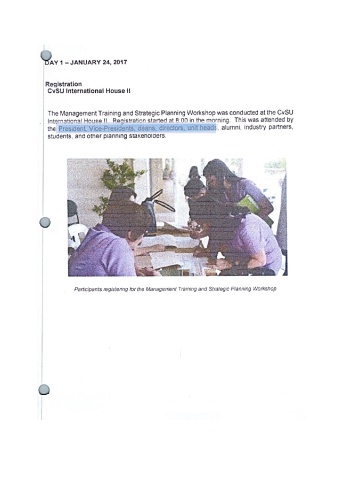 DAY 1 – JANUARY 24, 2017
Registration
CvSU International House II
The Management Training and Strategic Planning Workshop was conducted at the CvSU
International House II. Registration started at 8:00 in the morning. This was attended by
the President, Vice-Presidents, deans, directors, unit heads, alumni, industry partners,
students, and other planning stakeholders.
Participants registering for the Management Training and Strategic Planning Workshop